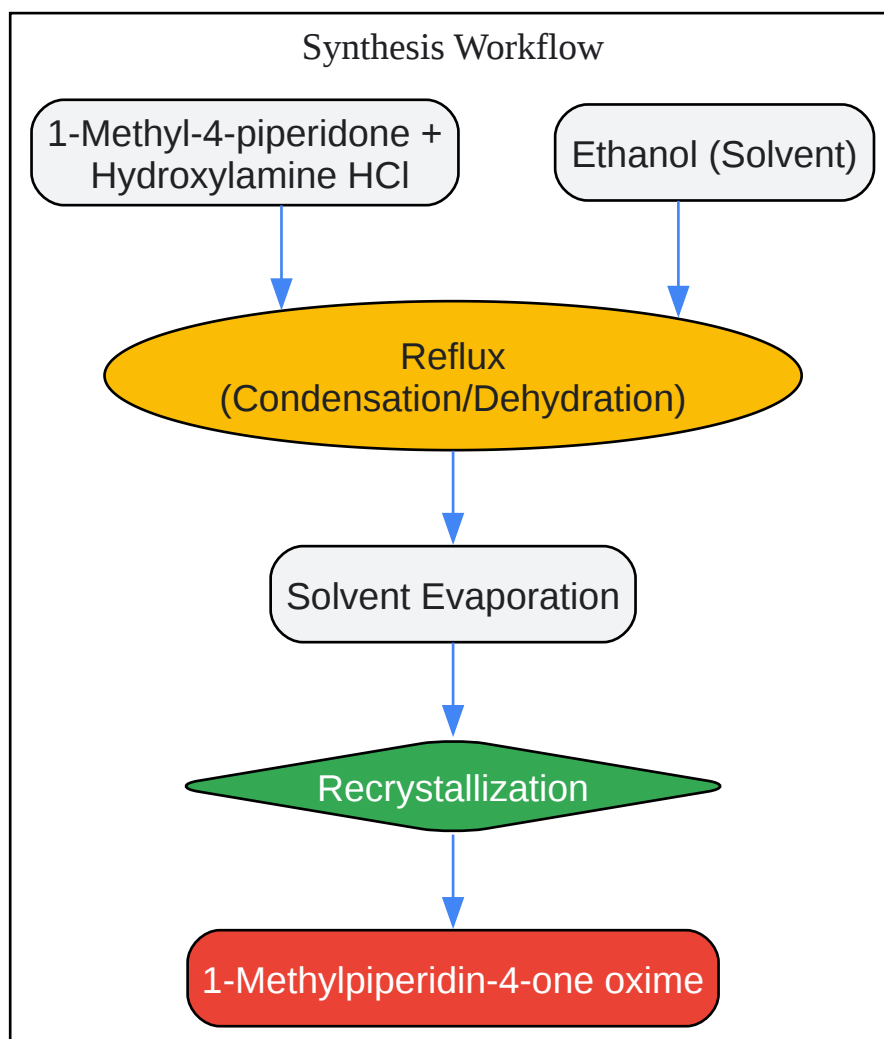 Synthesis Workflow
1-Methyl-4-piperidone +
Hydroxylamine HCl
Ethanol (Solvent)
Reflux
(Condensation/Dehydration)
Solvent Evaporation
Recrystallization
1-Methylpiperidin-4-one oxime